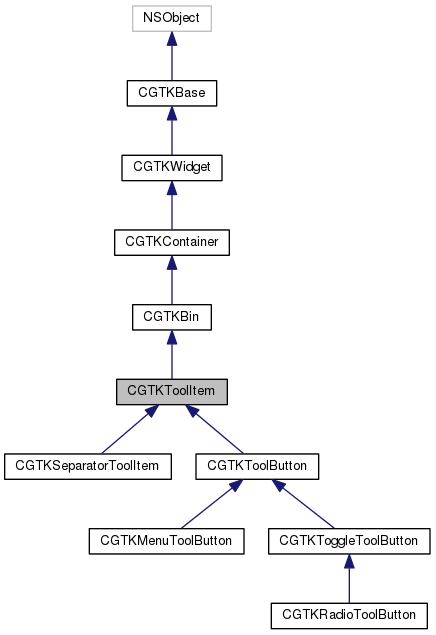 NSObject
CGTKBase
CGTKWidget
CGTKContainer
CGTKBin
CGTKToolItem
CGTKSeparatorToolItem
CGTKToolButton
CGTKMenuToolButton
CGTKToggleToolButton
CGTKRadioToolButton